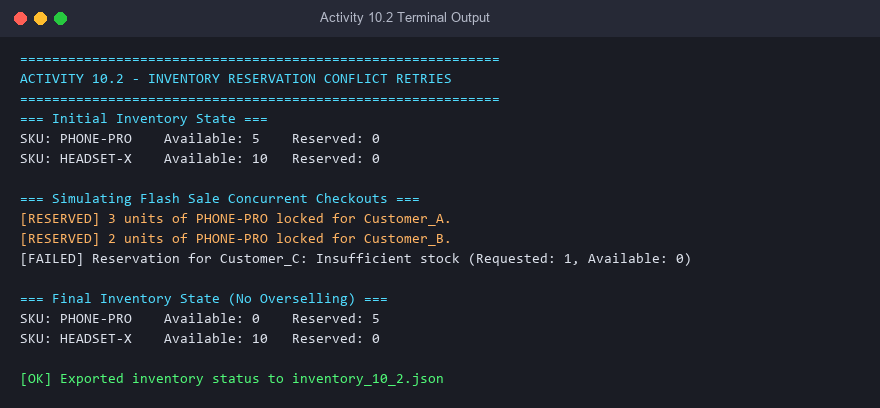 Activity 10.2 Terminal Output
============================================================
ACTIVITY 10.2 - INVENTORY RESERVATION CONFLICT RETRIES
============================================================
=== Initial Inventory State ===
SKU: PHONE-PRO    Available: 5    Reserved: 0
SKU: HEADSET-X    Available: 10   Reserved: 0
=== Simulating Flash Sale Concurrent Checkouts ===
[RESERVED] 3 units of PHONE-PRO locked for Customer_A.
[RESERVED] 2 units of PHONE-PRO locked for Customer_B.
[FAILED] Reservation for Customer_C: Insufficient stock (Requested: 1, Available: 0)
=== Final Inventory State (No Overselling) ===
SKU: PHONE-PRO    Available: 0    Reserved: 5
SKU: HEADSET-X    Available: 10   Reserved: 0
[OK] Exported inventory status to inventory_10_2.json